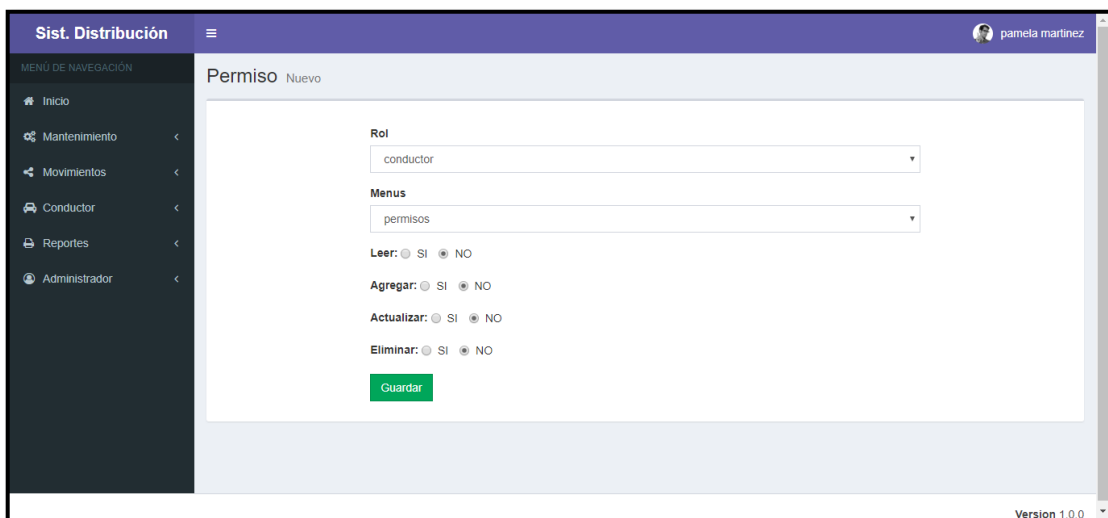 Sist. Distribución
pamela martinez
MENÚ DE NAVEGACIÓN
Inicio
Mantenimiento
Movimientos
Conductor
Reportes
Administrador
Permiso Nuevo
Rol
conductor
Menus
permisos
Leer: SI NO
Agregar: SI NO
Actualizar: SI NO
Eliminar: SI NO
Guardar
Version 1.0.0